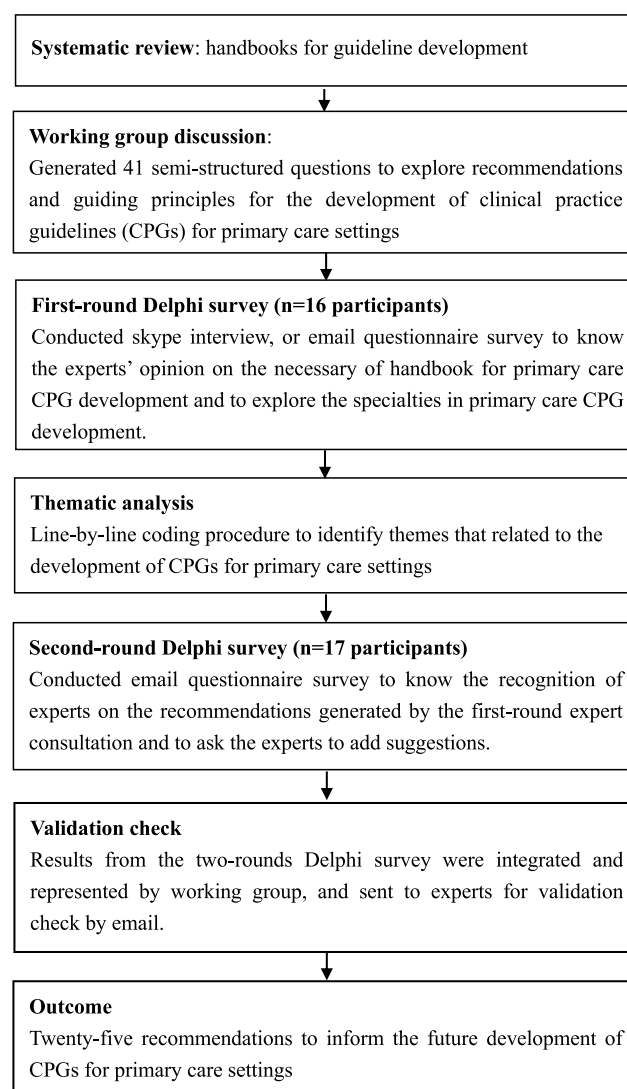 Systematic review: handbooks for guideline development
Working group discussion:
Generated 41 semi-structured questions to explore recommendations
and guiding principles for the development of clinical practice
guidelines (CPGs) for primary care settings
First-round Delphi survey (n=16 participants)
Conducted skype interview, or email questionnaire survey to know
the experts’ opinion on the necessary of handbook for primary care
CPG development and to explore the specialties in primary care CPG
development.
Thematic analysis
Line-by-line coding procedure to identify themes that related to the
development of CPGs for primary care settings
Second-round Delphi survey (n=17 participants)
Conducted email questionnaire survey to know the recognition of
experts on the recommendations generated by the first-round expert
consultation and to ask the experts to add suggestions.
Validation check
Results from the two-rounds Delphi survey were integrated and
represented by working group, and sent to experts for validation
check by email.
Outcome
Twenty-five recommendations to inform the future development of
CPGs for primary care settings